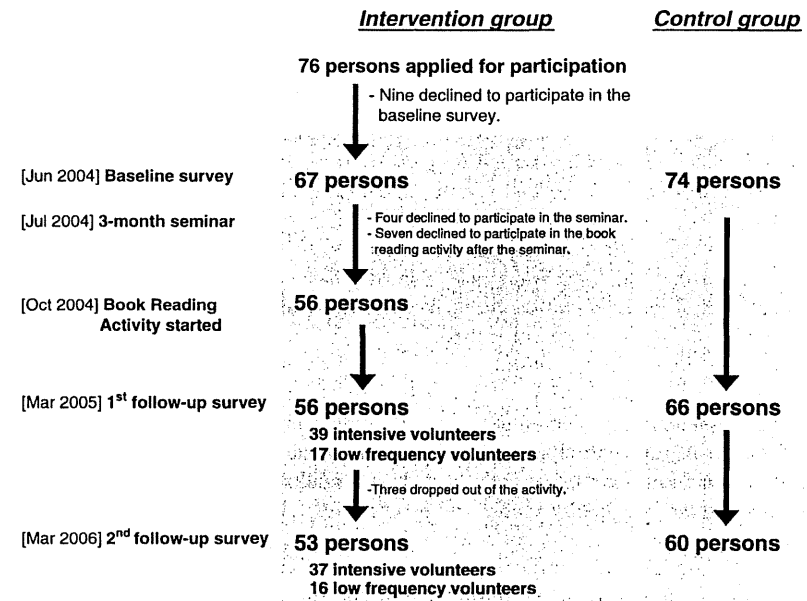 Intervention group Control group
76 persons applied for participation
- Nine declined to participate in the
baseline survey.
[Jun 2004] Baseline survey 67 persons 74 persons
[Jul 2004] 3-month seminar
- Four declined to participate in the seminar.
- Seven declined to participate in the book
reading activity after the seminar.
[Oct 2004] Book Reading
Activity started
56 persons
[Mar 2005] 1st follow-up survey 56 persons 66 persons
39 intensive volunteers
17 low frequency volunteers
-Three dropped out of the activity.
[Mar 2006] 2nd follow-up survey 53 persons 60 persons
37 intensive volunteers
16 low frequency volunteers